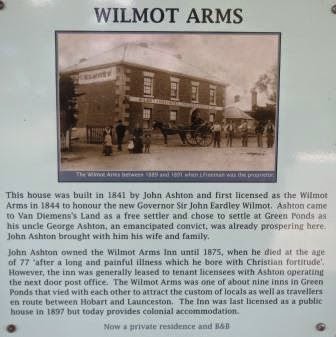 WILMOT ARMS
The Wilmot Arms between 1889 and 1891 when J.Freeman was the proprietor.
This house was built in 1841 by John Ashton and first licensed as the Wilmot
Arms in 1844 to honour the new Governor Sir John Eardley Wilmot. Ashton came
to Van Diemens's Land as a free settler and chose to settle at Green Ponds as
his uncle George Ashton, an emancipated convict, was already prospering here.
John Ashton brought with him his wife and family.
John Ashton owned the Wilmot Arms Inn until 1875, when he died at the age
of 77 'after a long and painful illness which he bore with Christian fortitude'.
However, the inn was generally leased to tenant licensees with Ashton operating
the next door post office. The Wilmot Arms was one of about nine inns in Green
Ponds that vied with each other to attract the custom of locals as well as travellers
en route between Hobart and Launceston. The Inn was last licensed as a public
house in 1897 but today provides colonial accommodation.
Now a private residence and B&B